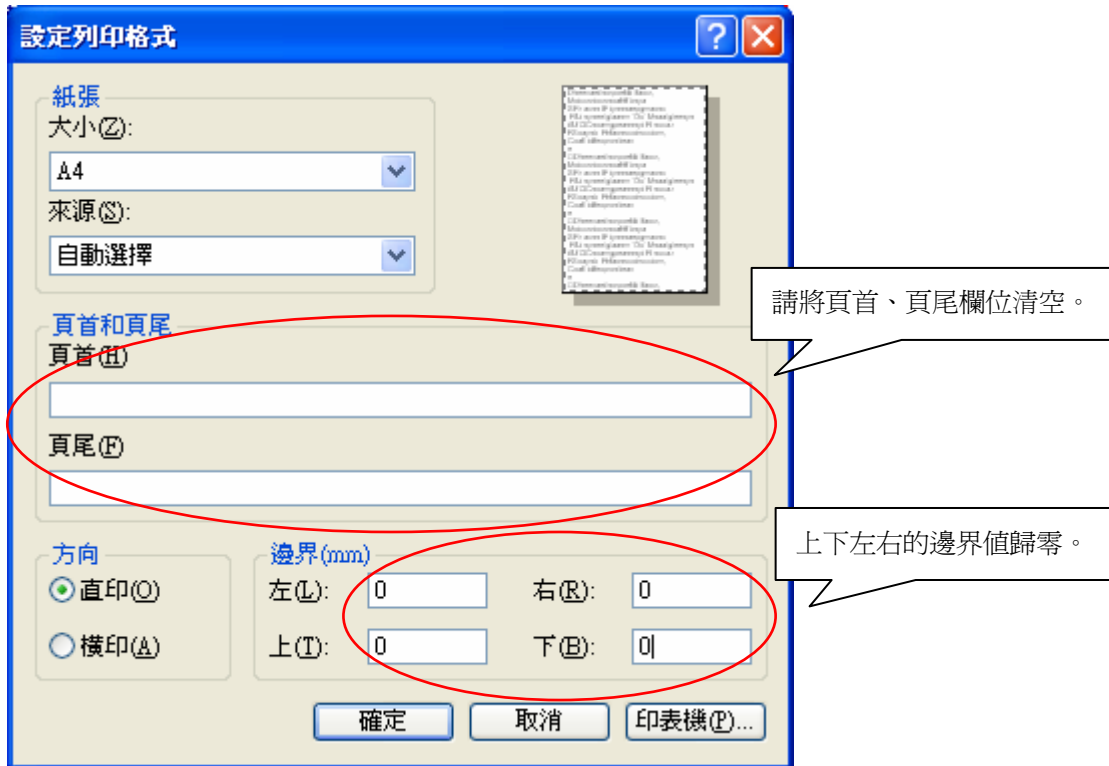 設定列印格式
紙張
大小(Z):
A4
來源(S):
自動選擇
請將頁首、頁尾欄位清空。
頁首和頁尾
頁首(H)
頁尾(F)
上下左右的邊界值歸零。
方向
直印(O)
橫印(A)
邊界(mm)
左(L): 0 右(R): 0
上(T): 0 下(B): 0
確定 取消 印表機(P)...